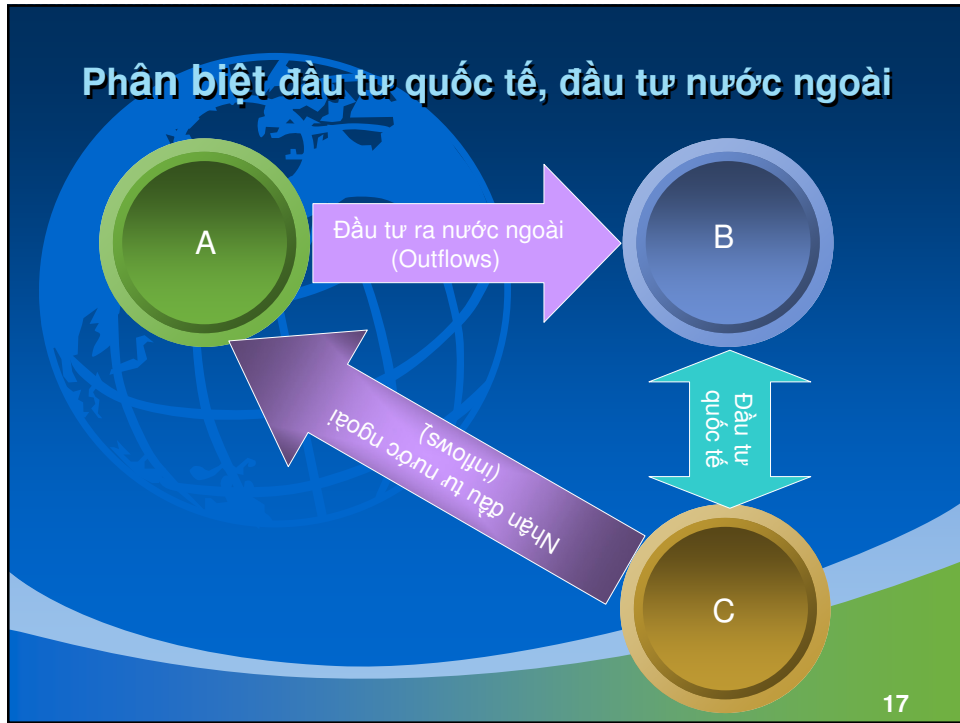 Phân biệt đầu tư quốc tế, đầu tư nước ngoài
A
Đầu tư ra nước ngoài
(Outflows)
B
Nhận đầu tư nước ngoài
(inflows)
Đầu tư
quốc tế
C
17